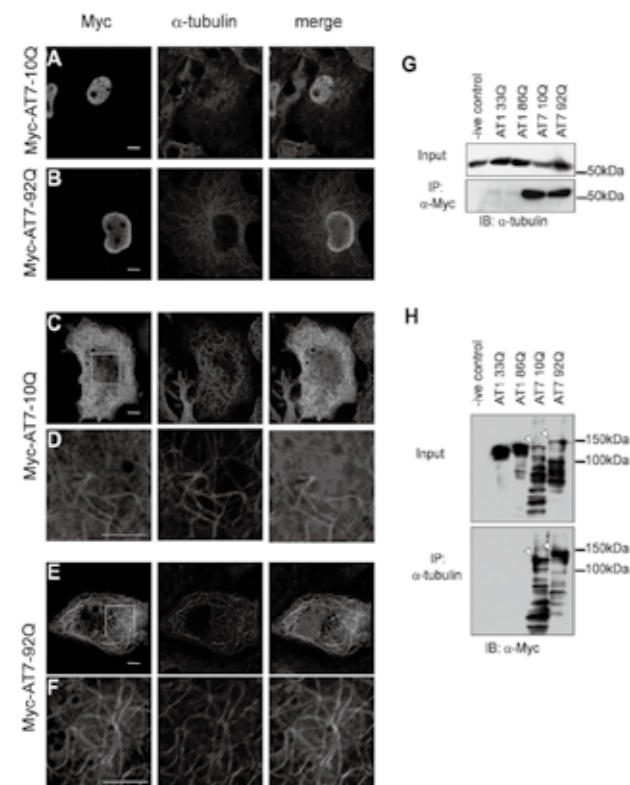 Myc α-tubulin merge
Myc-AT7-10Q
A
Myc-AT7-92Q
B
Myc-AT7-10Q
C
D
Myc-AT7-92Q
E
F
G
-ive control
AT1 33Q
AT1 86Q
AT7 10Q
AT7 92Q
Input
50kDa
IP:
α-Myc
50kDa
IB: α-tubulin
H
-ive control
AT1 33Q
AT1 86Q
AT7 10Q
AT7 92Q
Input
150kDa
100kDa
IP:
α-tubulin
150kDa
100kDa
IB: α-Myc